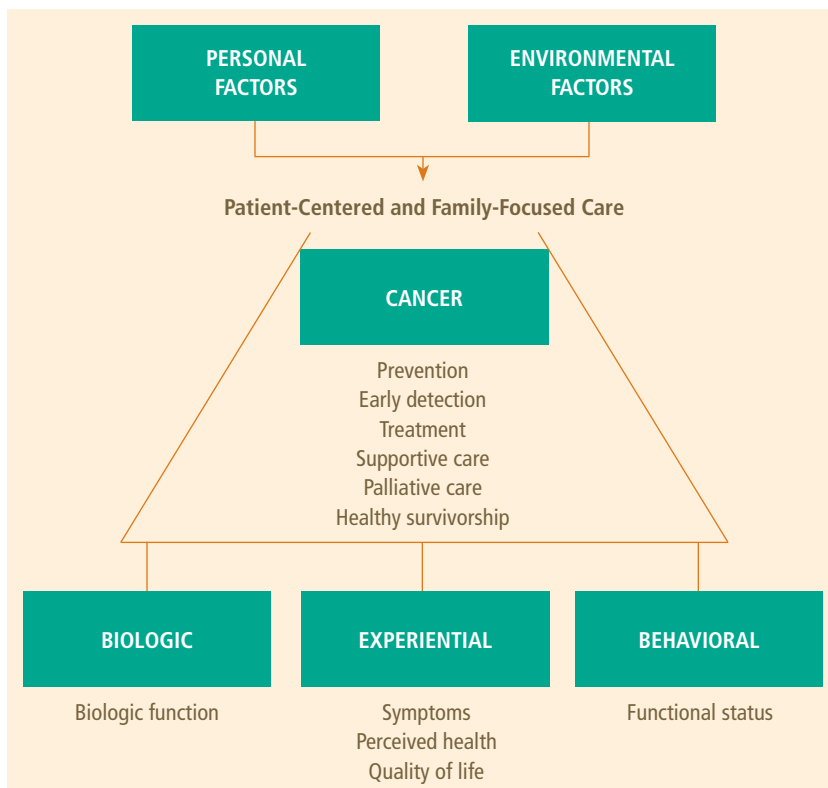 PERSONAL
FACTORS
ENVIRONMENTAL
FACTORS
Patient-Centered and Family-Focused Care
CANCER
Prevention
Early detection
Treatment
Supportive care
Palliative care
Healthy survivorship
BIOLOGIC
Biologic function
EXPERIENTIAL
Symptoms
Perceived health
Quality of life
BEHAVIORAL
Functional status